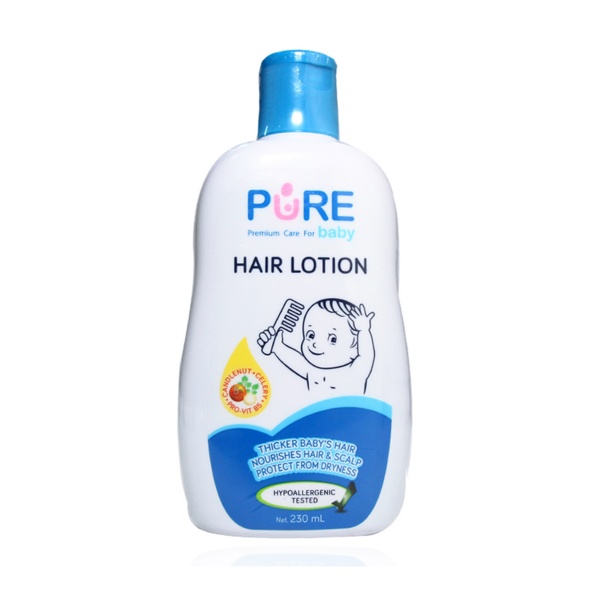 PURE
Premium Care For baby
HAIR LOTION
CANDLENUT • CELERY
PRO-VIT B5
THICKER BABY'S HAIR
NOURISHES HAIR & SCALP
PROTECT FROM DRYNESS
HYPOALLERGENIC
TESTED
Net. 230 mL